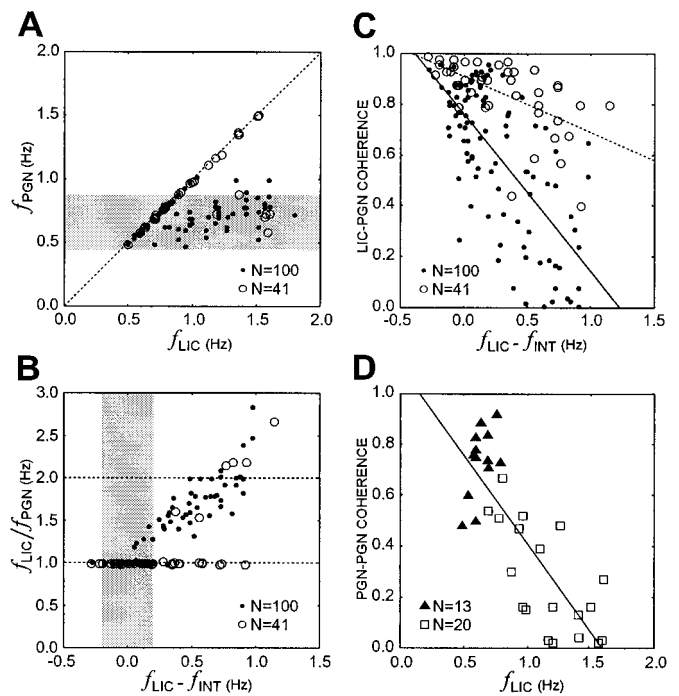 A
2.0
1.5
1.0
0.5
0.0
fPGN (Hz)
N=100
N=41
0.0 0.5 1.0 1.5 2.0
fLIC (Hz)
C
1.0
0.8
0.6
0.4
0.2
0.0
LIC-PGN COHERENCE
N=100
N=41
-0.5 0.0 0.5 1.0 1.5
fLIC - fINT (Hz)
B
3.0
2.5
2.0
1.5
1.0
0.5
0.0
fLIC/fPGN
N=100
N=41
-0.5 0.0 0.5 1.0 1.5
fLIC - fINT (Hz)
D
1.0
0.8
0.6
0.4
0.2
0.0
PGN-PGN COHERENCE
N=13
N=20
0.0 0.5 1.0 1.5 2.0
fLIC (Hz)